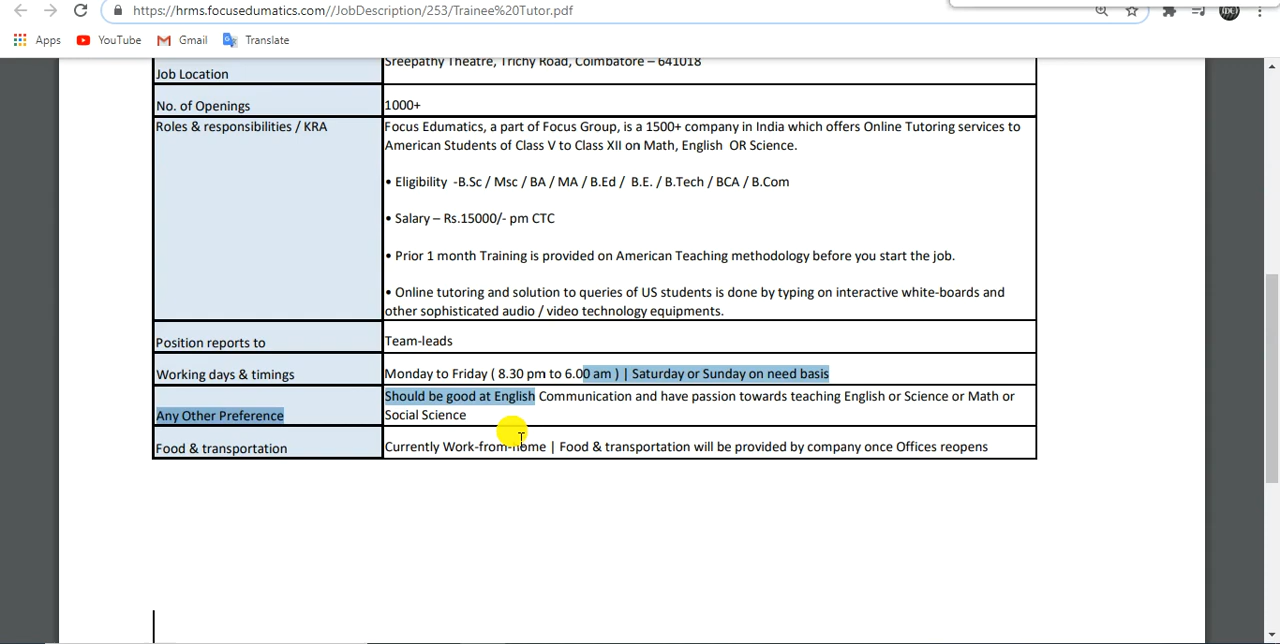 https://hrms.focusedumatics.com//JobDescription/253/Trainee%20Tutor.pdf
Apps YouTube Gmail Translate
Sreepathy Theatre, Trichy Road, Coimbatore – 641018
Job Location
No. of Openings 1000+
Roles & responsibilities / KRA Focus Edumatics, a part of Focus Group, is a 1500+ company in India which offers Online Tutoring services to
American Students of Class V to Class XII on Math, English OR Science.
• Eligibility -B.Sc / Msc / BA / MA / B.Ed / B.E. / B.Tech / BCA / B.Com
• Salary – Rs.15000/- pm CTC
• Prior 1 month Training is provided on American Teaching methodology before you start the job.
• Online tutoring and solution to queries of US students is done by typing on interactive white-boards and
other sophisticated audio / video technology equipments.
Position reports to Team-leads
Working days & timings Monday to Friday ( 8.30 pm to 6.00 am ) | Saturday or Sunday on need basis
Should be good at English Communication and have passion towards teaching English or Science or Math or
Any Other Preference Social Science
Food & transportation Currently Work-from-home | Food & transportation will be provided by company once Offices reopens